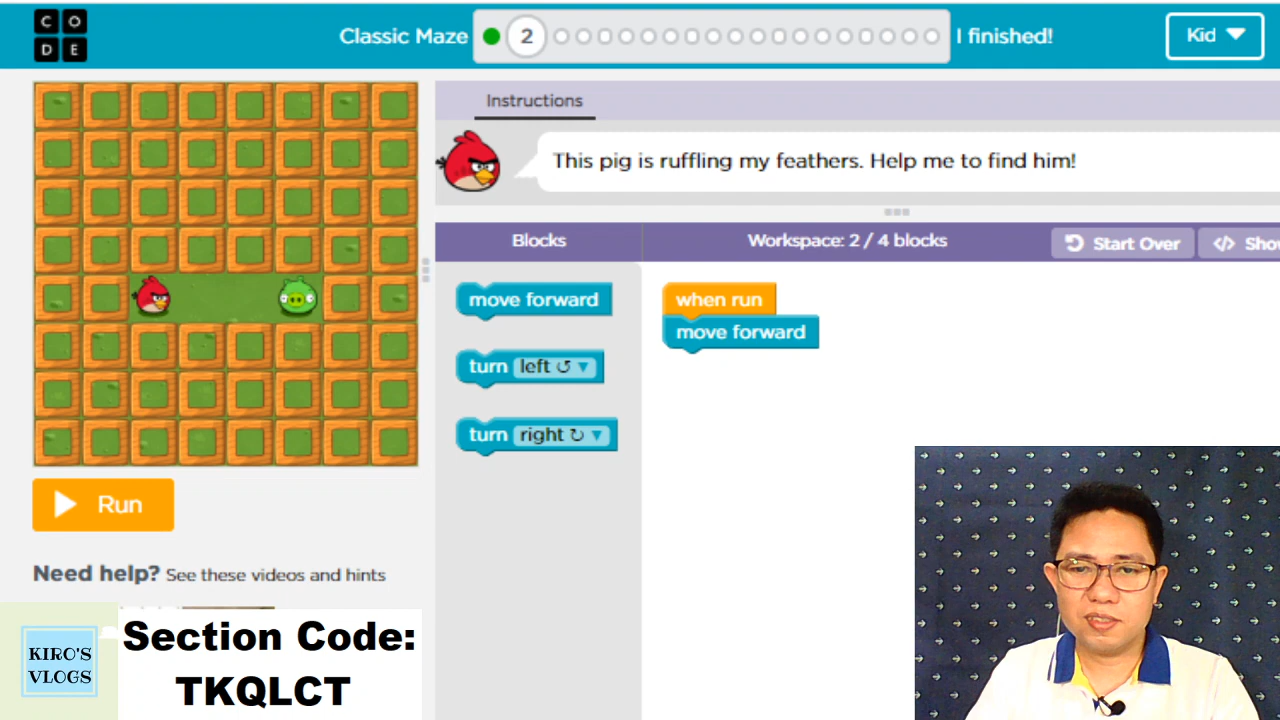 C O
D E
Classic Maze
2
I finished!
Kid
Instructions
This pig is ruffling my feathers. Help me to find him!
Blocks
Workspace: 2 / 4 blocks
Start Over
</> Show
move forward
turn left ↺ ▼
turn right ↻ ▼
when run
move forward
Run
Need help? See these videos and hints
KIRO'S
VLOGS
Section Code:
TKQLCT